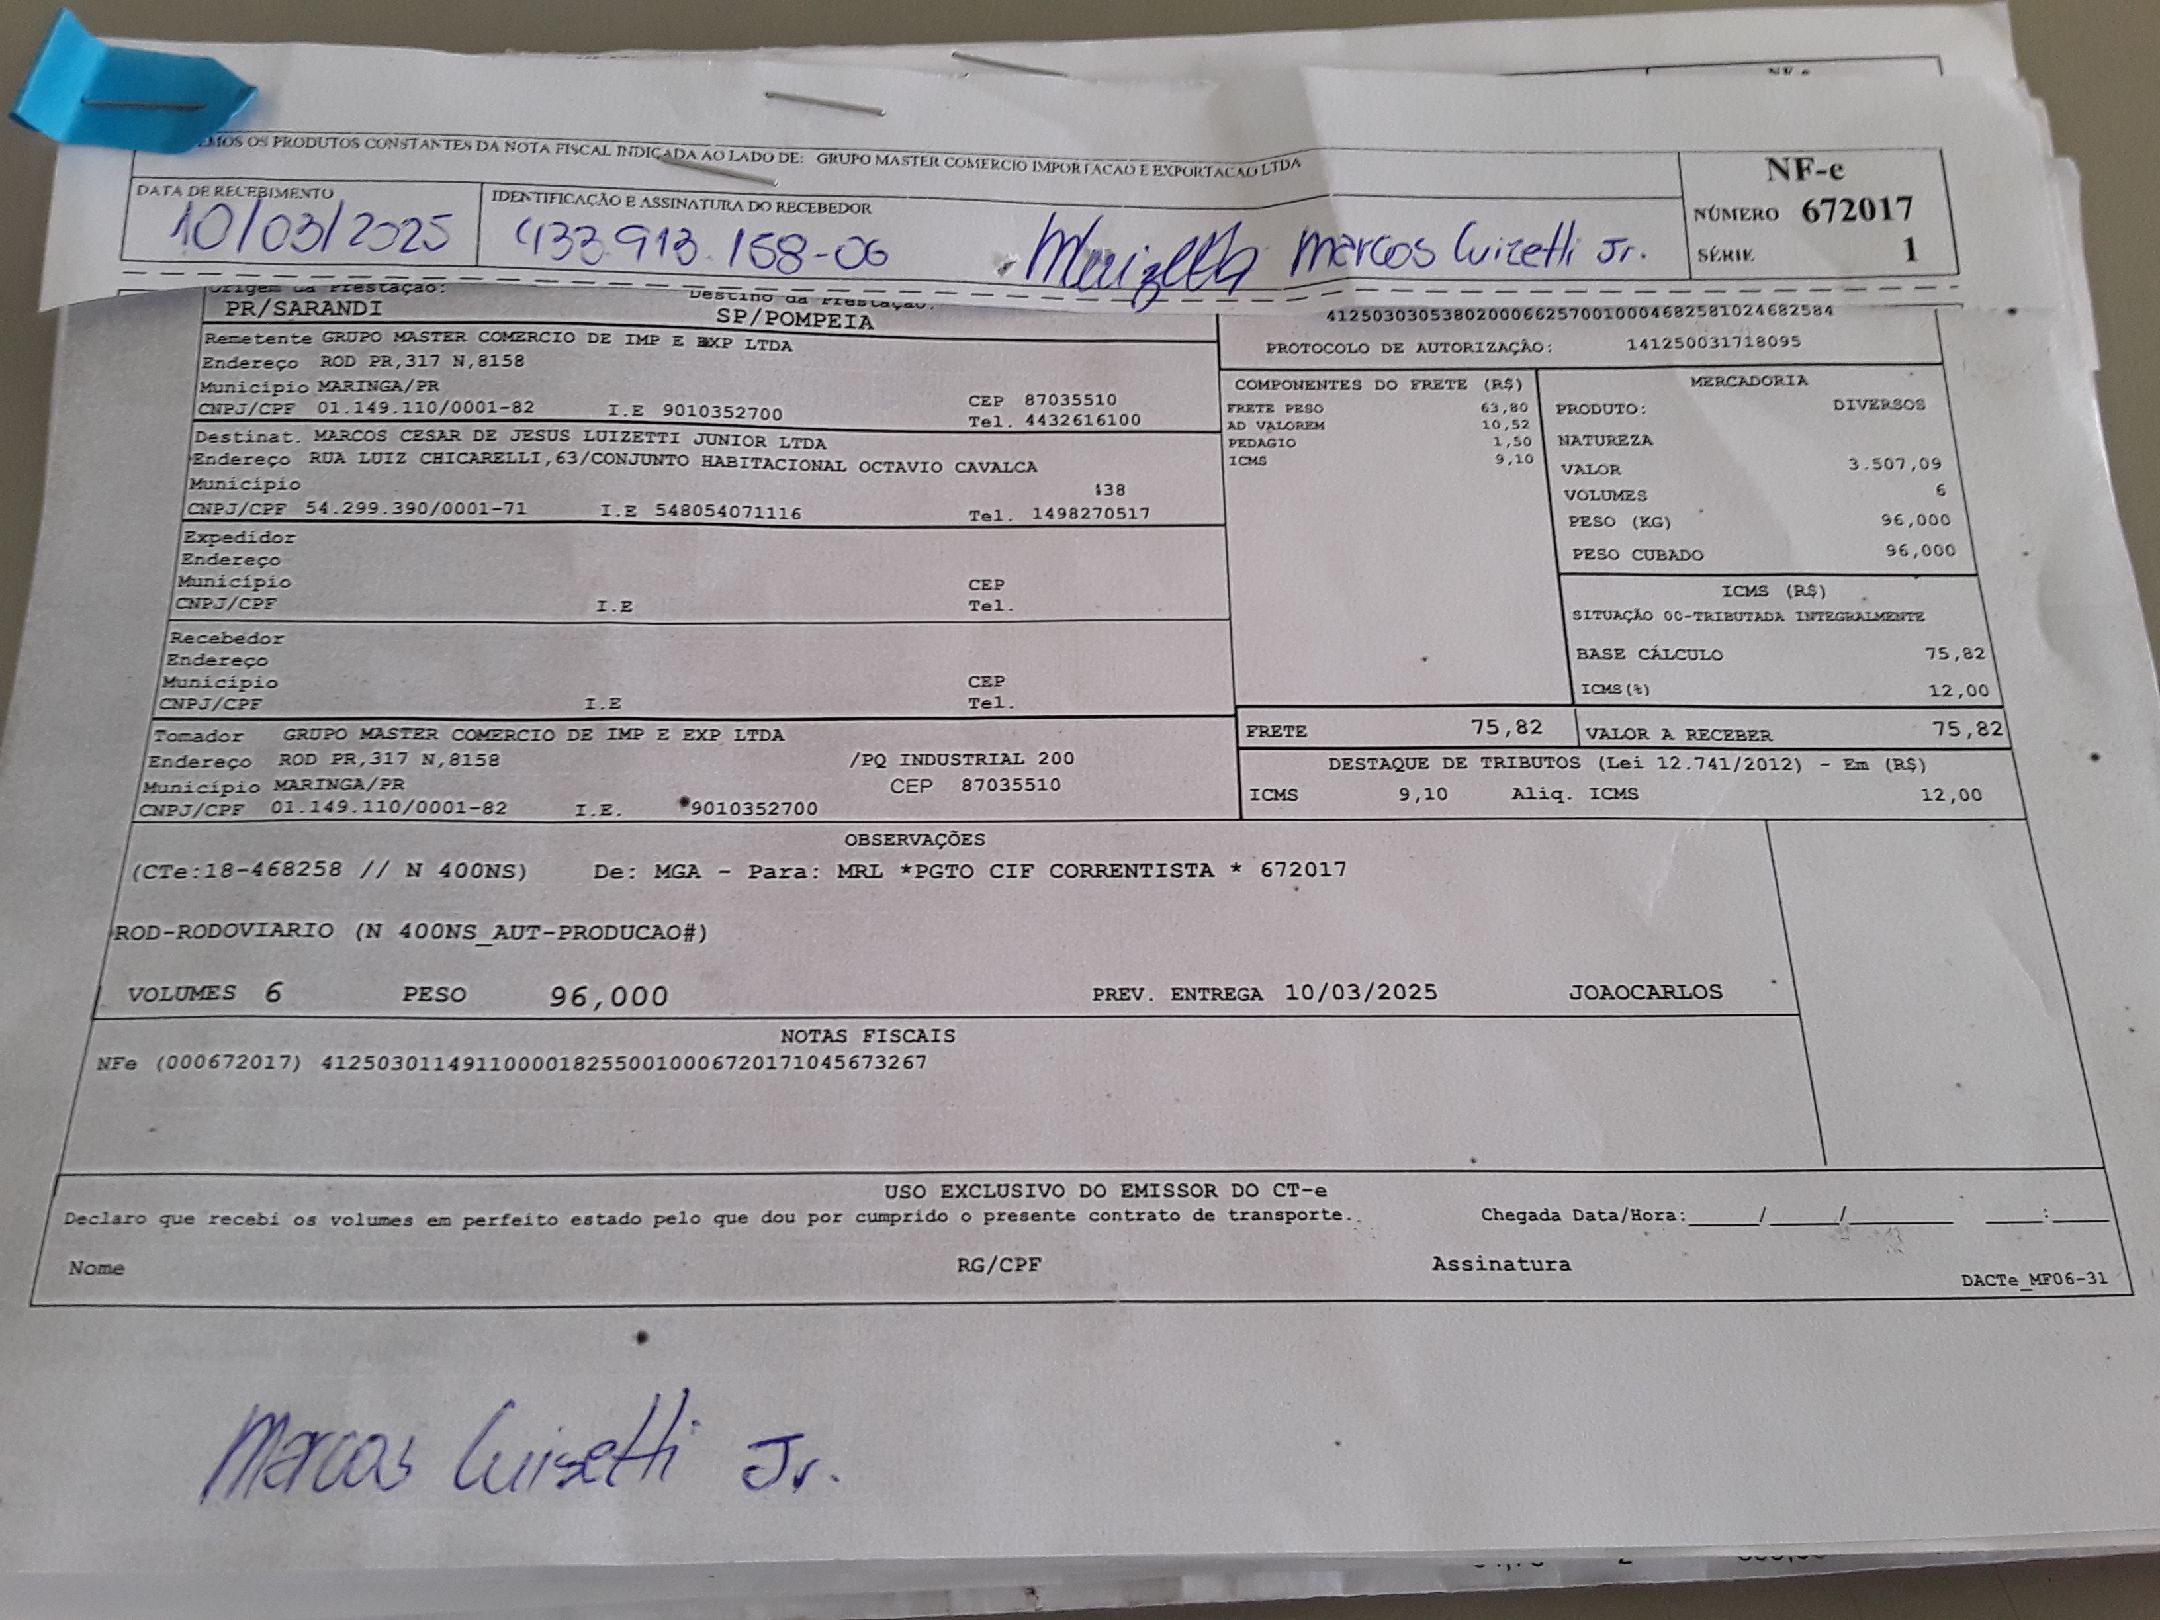 EMOS OS PRODUTOS CONSTANTES DA NOTA FISCAL INDICADA AO LADO DE: GRUPO MASTER COMERCIO IMPORTACAO E EXPORTACAO LTDA
NF-e
NÚMERO 672017
SÉRIE 1
DATA DE RECEBIMENTO
10/03/2025
IDENTIFICAÇÃO E ASSINATURA DO RECEBEDOR
433.913.158-06 Marcos Luizetti Jr.
Origem da Prestação: Destino da Prestação:
PR/SARANDI SP/POMPEIA
Remetente GRUPO MASTER COMERCIO DE IMP E EXP LTDA
Endereço ROD PR,317 N,8158
Município MARINGA/PR CEP 87035510
CNPJ/CPF 01.149.110/0001-82 I.E 9010352700 Tel. 4432616100
Destinat. MARCOS CESAR DE JESUS LUIZETTI JUNIOR LTDA
Endereço RUA LUIZ CHICARELLI,63/CONJUNTO HABITACIONAL OCTAVIO CAVALCA
Município 38
CNPJ/CPF 54.299.390/0001-71 I.E 548054071116 Tel. 1498270517
Expedidor
Endereço
Município CEP
CNPJ/CPF I.E Tel.
Recebedor
Endereço
Município CEP
CNPJ/CPF I.E Tel.
Tomador GRUPO MASTER COMERCIO DE IMP E EXP LTDA
Endereço ROD PR,317 N,8158 /PQ INDUSTRIAL 200
Município MARINGA/PR CEP 87035510
CNPJ/CPF 01.149.110/0001-82 I.E. 9010352700
41250303053802000662570010004682581024682584
PROTOCOLO DE AUTORIZAÇÃO: 141250031718095
COMPONENTES DO FRETE (R$)
FRETE PESO 63,80
AD VALOREM 10,52
PEDAGIO 1,50
ICMS 9,10
MERCADORIA
PRODUTO: DIVERSOS
NATUREZA
VALOR 3.507,09
VOLUMES 6
PESO (KG) 96,000
PESO CUBADO 96,000
ICMS (R$)
SITUAÇÃO 00-TRIBUTADA INTEGRALMENTE
BASE CÁLCULO 75,82
ICMS(%) 12,00
FRETE 75,82 VALOR A RECEBER 75,82
DESTAQUE DE TRIBUTOS (Lei 12.741/2012) - Em (R$)
ICMS 9,10 Aliq. ICMS 12,00
OBSERVAÇÕES
(CTe:18-468258 // N 400NS) De: MGA - Para: MRL *PGTO CIF CORRENTISTA * 672017
ROD-RODOVIARIO (N 400NS_AUT-PRODUCAO#)
VOLUMES 6 PESO 96,000 PREV. ENTREGA 10/03/2025 JOAOCARLOS
NOTAS FISCAIS
NFe (000672017) 41250301149110000182550010006720171045673267
USO EXCLUSIVO DO EMISSOR DO CT-e
Declaro que recebi os volumes em perfeito estado pelo que dou por cumprido o presente contrato de transporte. Chegada Data/Hora:_____/_____/_______ ____:____
Nome RG/CPF Assinatura
DACTe_MF06-31
Marcos Luisetti Jr.